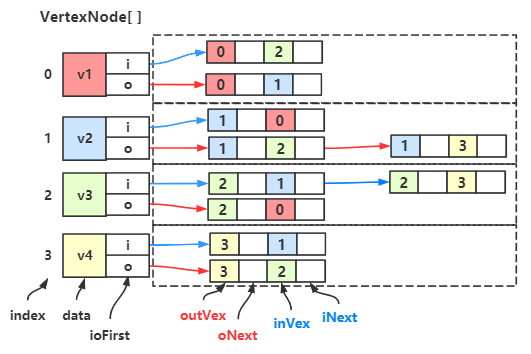 VertexNode[ ]
0 v1 i 0 2
o 0 1
1 v2 i 1 0
o 1 2 1 3
2 v3 i 2 1 2 3
o 2 0
3 v4 i 3 1
o 3 2
index data ioFirst outVex oNext inVex iNext